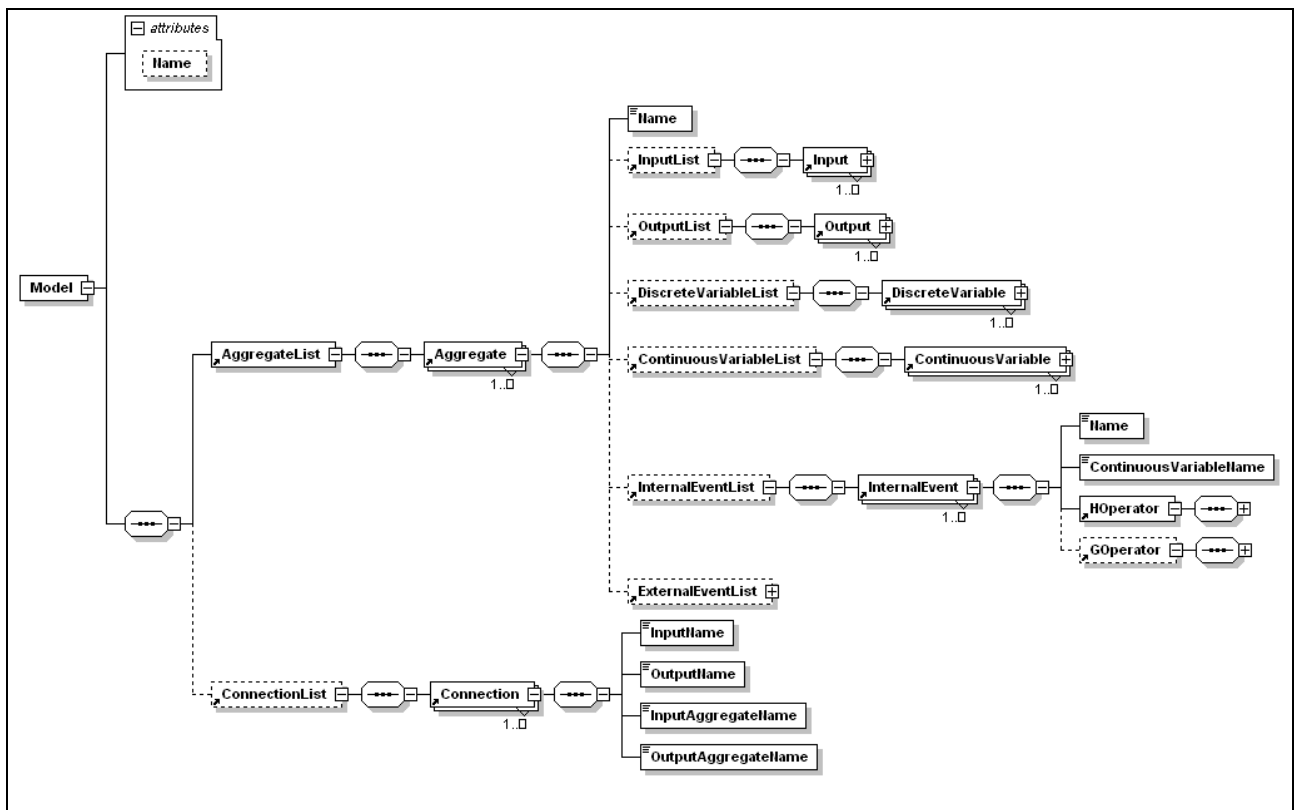 attributes
Name
Name
InputList
Input
1..
OutputList
Output
1..
Model
DiscreteVariableList
DiscreteVariable
1..
AggregateList
Aggregate
1..
ContinuousVariableList
ContinuousVariable
1..
Name
ContinuousVariableName
InternalEventList
InternalEvent
1..
HOperator
GOperator
ExternalEventList
InputName
OutputName
ConnectionList
Connection
1..
InputAggregateName
OutputAggregateName